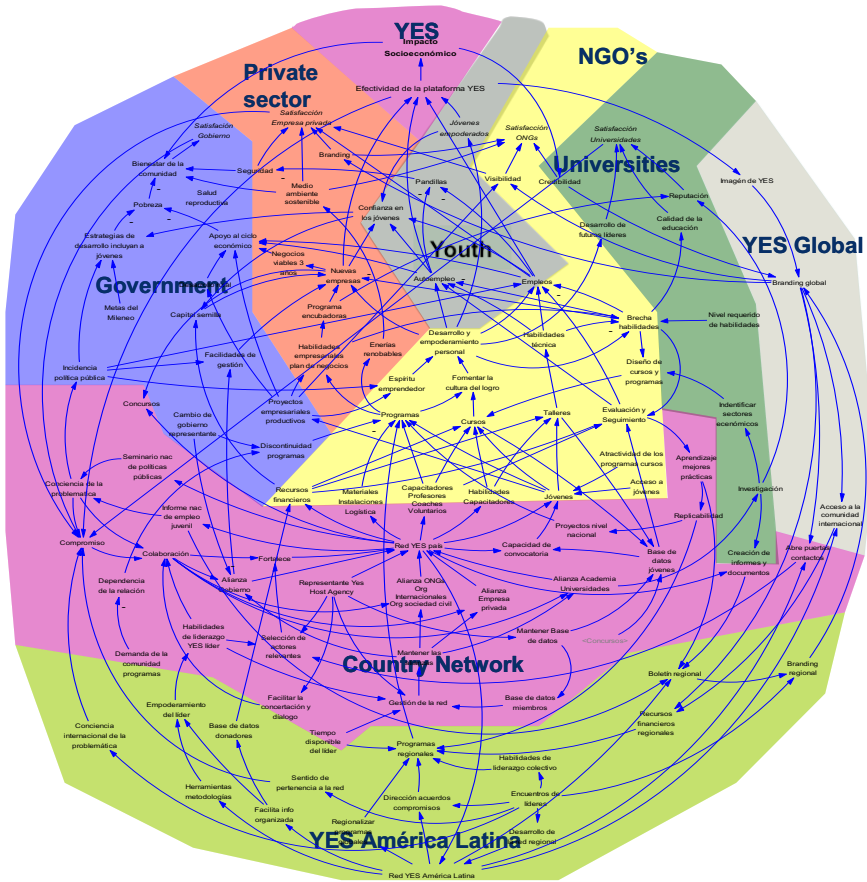 YES
Impacto
Socioeconómico
NGO's
Private
sector
Efectividad de la plataforma YES
Satisfacción
Empresa privada
Satisfación
Gobierno
Jóvenes
empoderados
Satisfacción
ONGs
Satisfacción
Universidades
Branding
Universities
Bienestar de la
comunidad
Seguridad
Pandillas
Visibilidad
Credibilidad
Imagén de YES
Salud
reproductiva
Medio
ambiente
sostenible
Reputación
Pobreza
Confianza en
los jóvenes
Calidad de la
educación
Estrategias de
desarrollo incluyan a
jóvenes
Apoyo al ciclo
económico
Desarrollo de
futuros líderes
YES Global
Youth
Negocios
viables 3
años
Nuevas
empresas
Autoempleo
Empleos
Branding global
Government
Metas del
Mileneo
Capital semilla
Programa
encubadoras
Brecha
habilidades
Nivel requerido
de habilidades
Desarrollo y
empoderamiento
personal
Habilidades
técnica
Enerias
renobables
Habilidades
empresariales
plan de negocios
Facilidades de
gestión
Incidencia
política pública
Diseño de
cursos y
programas
Espíritu
emprendedor
Fomentar la
cultura del logro
Concursos
Proyectos
empresariales
productivos
Cambio de
gobierno
representante
Programas
Cursos
Talleres
Evaluación y
Seguimiento
Indentificar
sectores
económicos
Discontinuidad
programas
Seminario nac
de políticas
públicas
Atractividad de los
programas cursos
Aprendizaje
mejores
prácticas
Conciencia de la
problematica
Recursos
financieros
Materiales
Instalaciones
Logística
Capacitadores
Profesores
Coaches
Voluntarios
Habilidades
Capacitadores
Jóvenes
Acceso a
jóvenes
Investigación
Informe nac
de empleo
juvenil
Replicabilidad
Acceso a la
comunidad
internacional
Proyectos nivel
nacional
Compromiso
Colaboración
Fortalece
Red YES pais
Capacidad de
convocatoria
Base de
datos
jóvenes
Creación de
informes y
documentos
Abre puertas
contactos
Dependencia
de la relación
Alianza
Gobierno
Representante Yes
Host Agency
Alianza ONGs
Org
Internacionales
Org sociedad civil
Alianza
Empresa
privada
Alianza Academia
Universidades
Habilidades
de liderazgo
YES líder
Selección de
actores
relevantes
Mantener las
Mantener Base
de datos
<Concursos>
Country Network
Demanda de la
comunidad
programas
Boletín regional
Branding
regional
Empoderamiento
del líder
Facilitar la
concertación y
dialogo
Gestión de la red
Base de datos
miembros
Conciencia
internacional de la
problemática
Base de datos
donadores
Tiempo
disponible
del líder
Programas
regionales
Recursos
financieros
regionales
Habilidades de
liderazgo colectivo
Herramientas
metodologías
Sentido de
pertenencia a la red
Dirección acuerdos
compromisos
Encuentros de
líderes
Facilita info
organizada
Regionalizar
Desarrollo de
red regional
YES América Latina
Red YES América Latina